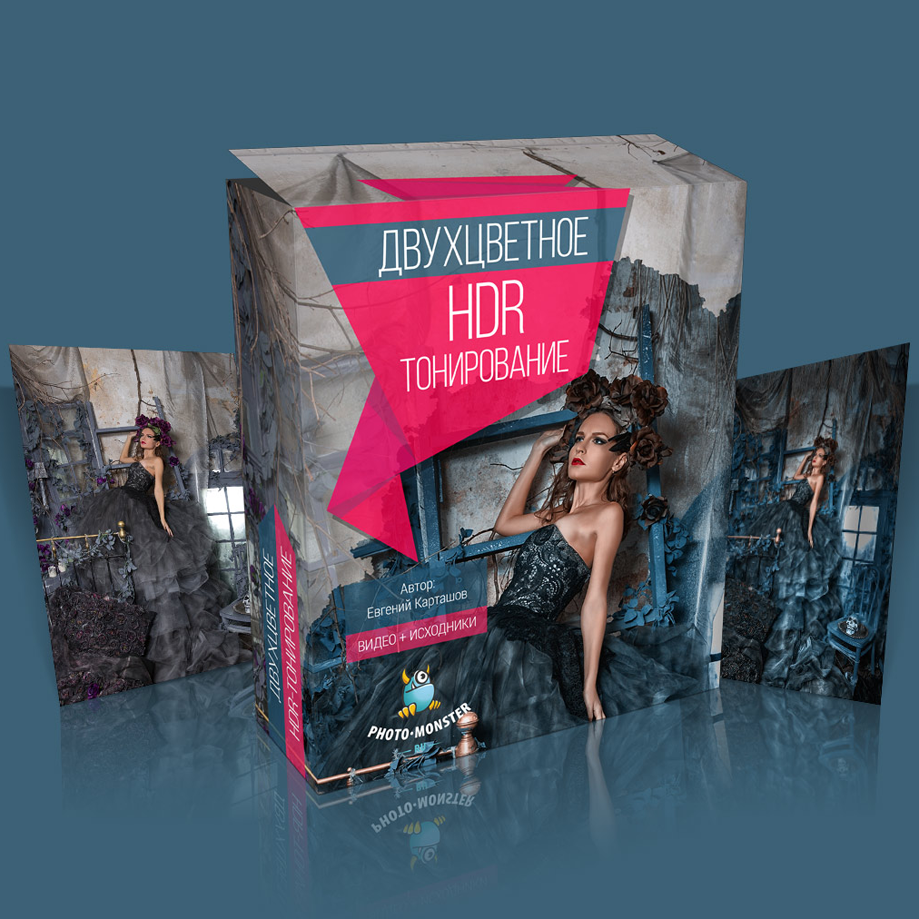 ДВУХЦВЕТНОЕ
HDR
ТОНИРОВАНИЕ
Автор:
Евгений Карташов
ВИДЕО + ИСХОДНИКИ
PHOTO·MONSTER
ДВУХЦВЕТНОЕ
HDR-ТОНИРОВАНИЕ